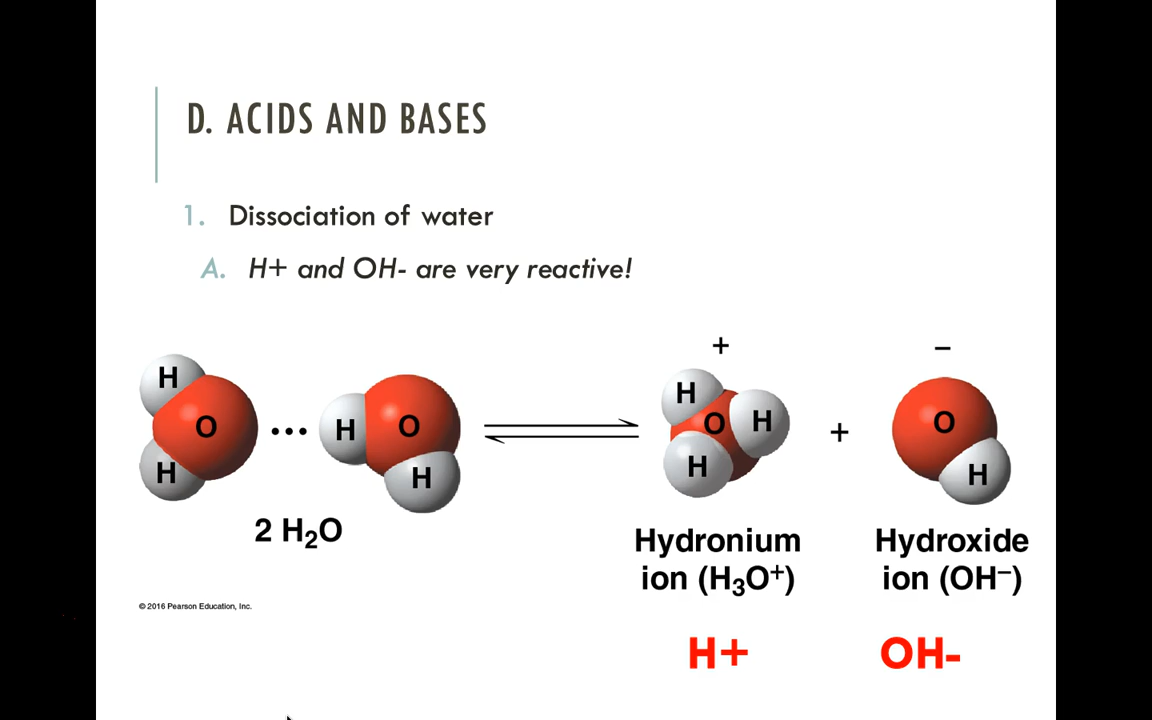 D. ACIDS AND BASES
1. Dissociation of water
A. H+ and OH- are very reactive!
+ –
H O H ... H O H + H O H H O H
2 H₂O
Hydronium ion (H₃O⁺)
Hydroxide ion (OH⁻)
© 2016 Pearson Education, Inc.
H+ OH-